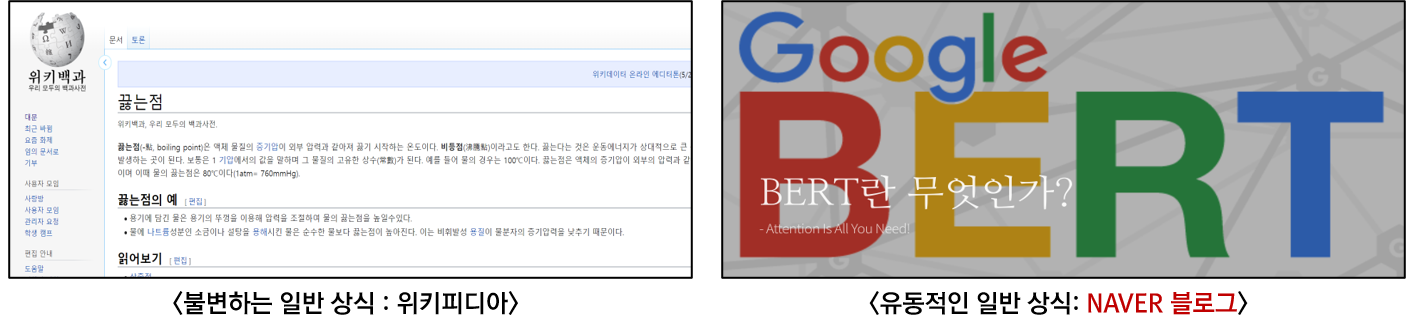 위키백과
우리 모두의 백과사전
대문
최근 바뀜
요즘 화제
임의 문서로
기부
사용자 모임
사랑방
사용자 모임
관리자 요청
학생 캠프
편집 안내
도움말
문서 토론
위키데이터 온라인 에디터톤(5/2
끓는점
위키백과, 우리 모두의 백과사전.
끓는점(-點, boiling point)은 액체 물질의 증기압이 외부 압력과 같아져 끓기 시작하는 온도이다. 비등점(沸騰點)이라고도 한다. 끓는다는 것은 운동에너지가 상대적으로 큰
발생하는 곳이 된다. 보통은 1 기압에서의 값을 말하며 그 물질의 고유한 상수(常數)가 된다. 예를 들어 물의 경우는 100℃이다. 끓는점은 액체의 증기압이 외부의 압력과 같
이며 이때 물의 끓는점은 80℃이다(1atm= 760mmHg).
끓는점의 예 [편집]
• 용기에 담긴 물은 용기의 뚜껑을 이용해 압력을 조절하여 물의 끓는점을 높일수있다.
• 물에 나트륨성분인 소금이나 설탕을 용해시킨 물은 순수한 물보다 끓는점이 높아진다. 이는 비휘발성 용질이 물분자의 증기압력을 낮추기 때문이다.
읽어보기 [편집]
<불변하는 일반 상식 : 위키피디아>
Google
BERT
BERT란 무엇인가?
- Attention Is All You Need!
<유동적인 일반 상식: NAVER 블로그>